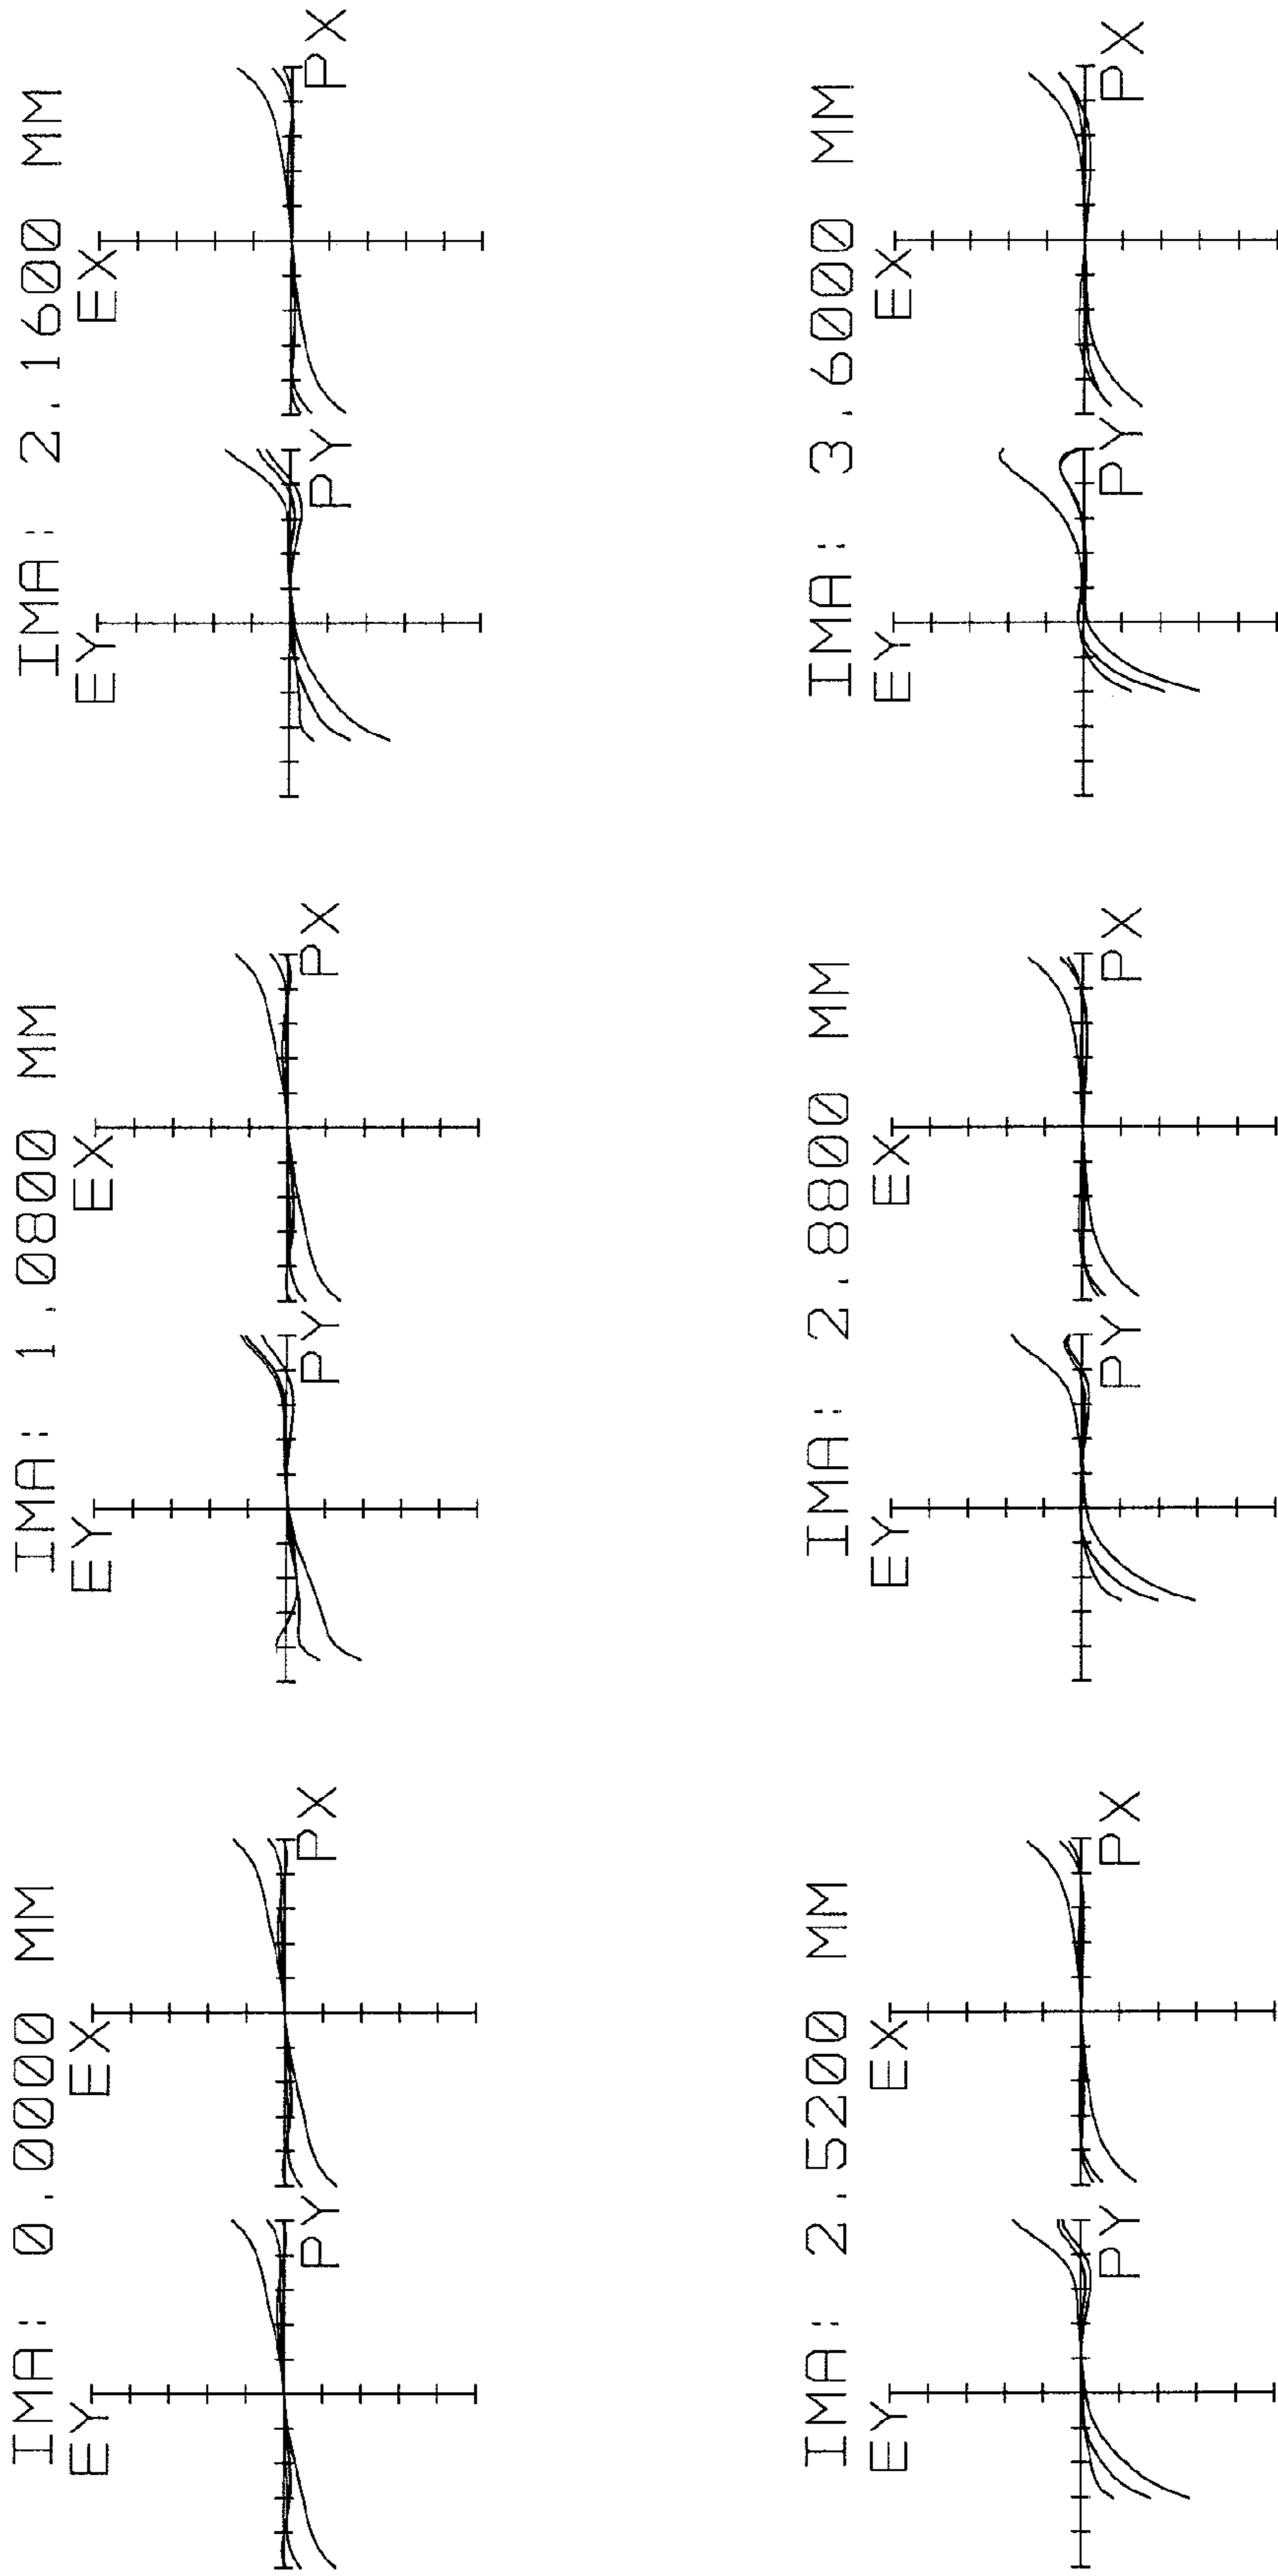 IMA: 0.0000 MM
EY EX
PY PX
IMA: 1.0800 MM
EY EX
PY PX
IMA: 2.1600 MM
EY EX
PY PX
IMA: 2.5200 MM
EY EX
PY PX
IMA: 2.8800 MM
EY EX
PY PX
IMA: 3.6000 MM
EY EX
PY PX